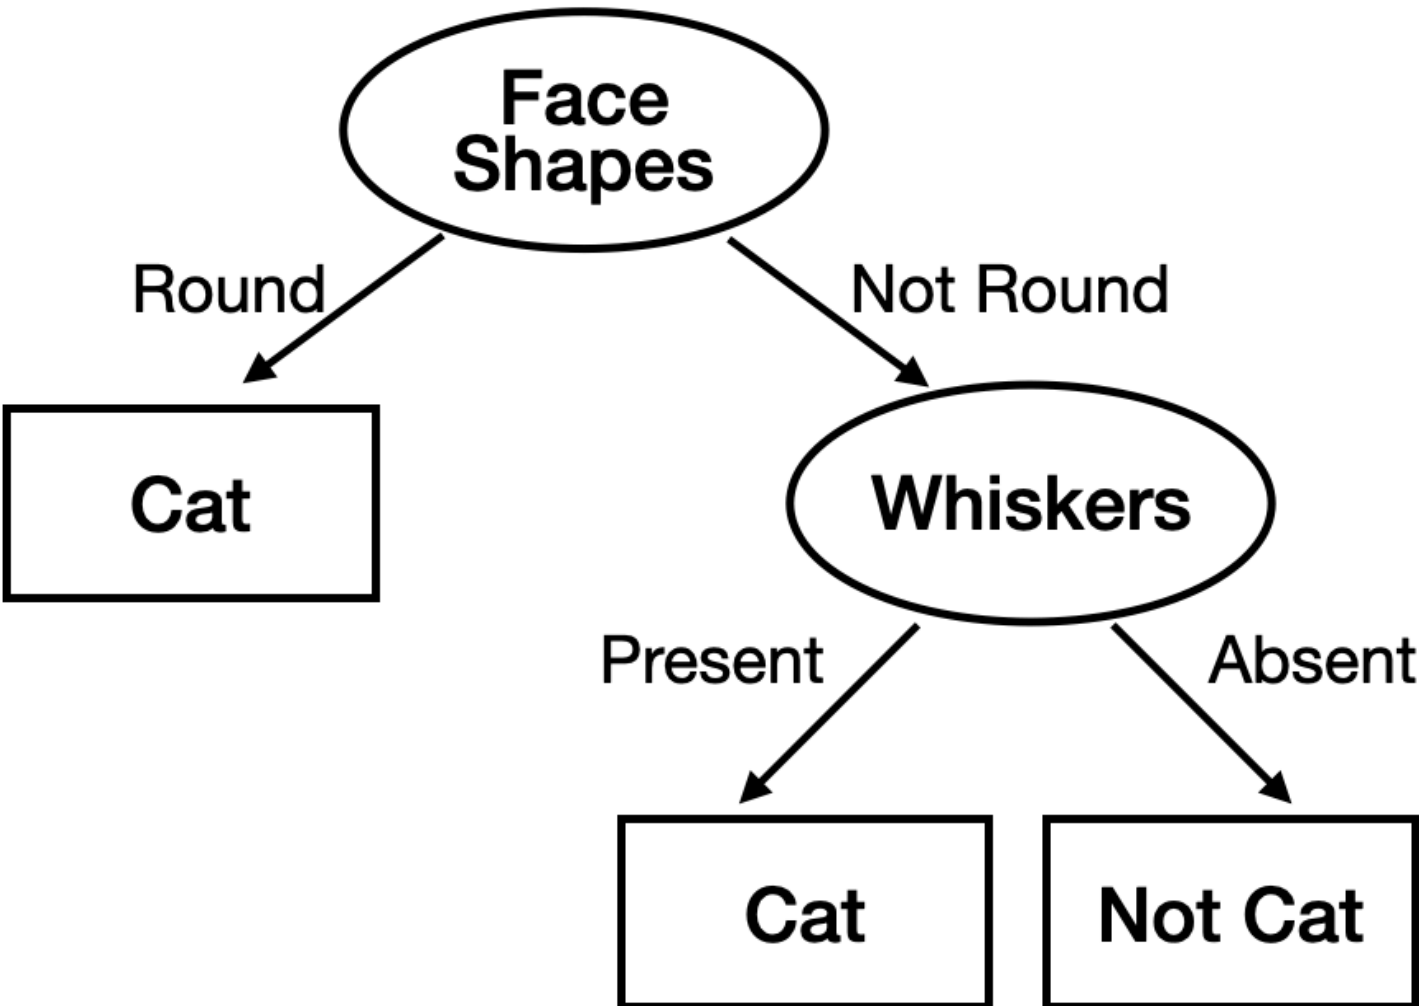 Face
Shapes
Round
Not Round
Cat
Whiskers
Present
Absent
Cat
Not Cat